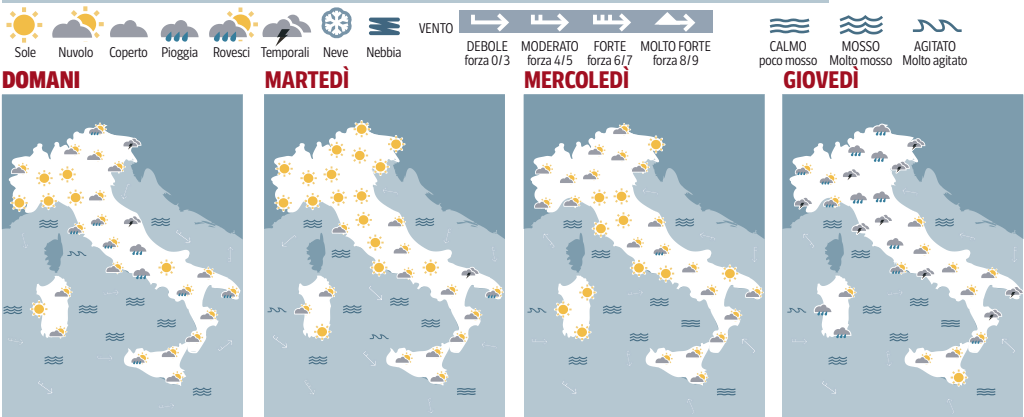 Sole
Nuvolo
Coperto
Pioggia
Rovesci
Temporali
Neve
Nebbia
VENTO
DEBOLE
forza 0/3
MODERATO
forza 4/5
FORTE
forza 6/7
MOLTO FORTE
forza 8/9
CALMO
poco mosso
MOSSO
Molto mosso
AGITATO
Molto agitato
DOMANI
MARTEDÌ
MERCOLEDÌ
GIOVEDÌ